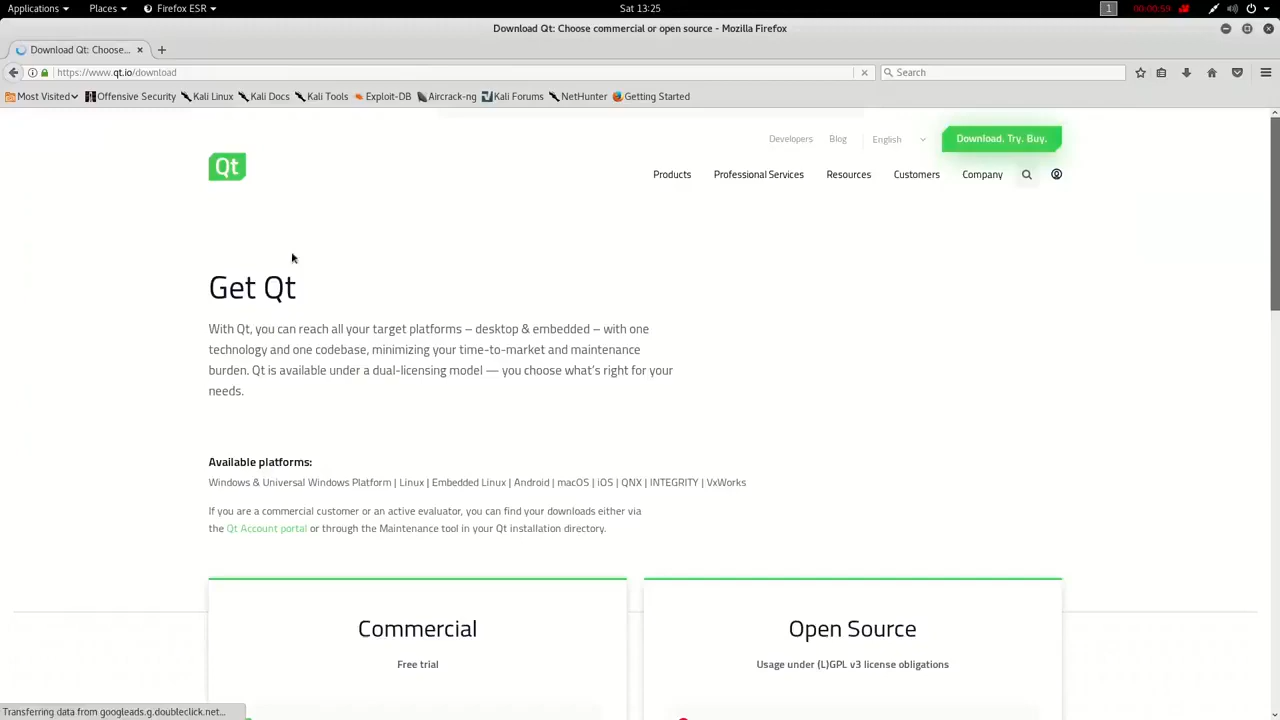 Applications Places Firefox ESR Sat 13:25 1 00:00:59
Download Qt: Choose commercial or open source - Mozilla Firefox
Download Qt: Choose...
https://www.qt.io/download Search
Most Visited Offensive Security Kali Linux Kali Docs Kali Tools Exploit-DB Aircrack-ng Kali Forums NetHunter Getting Started
Developers Blog English Download. Try. Buy.
Qt
Products Professional Services Resources Customers Company
Get Qt
With Qt, you can reach all your target platforms – desktop & embedded – with one
technology and one codebase, minimizing your time-to-market and maintenance
burden. Qt is available under a dual-licensing model — you choose what's right for your
needs.
Available platforms:
Windows & Universal Windows Platform | Linux | Embedded Linux | Android | macOS | iOS | QNX | INTEGRITY | VxWorks
If you are a commercial customer or an active evaluator, you can find your downloads either via
the Qt Account portal or through the Maintenance tool in your Qt installation directory.
Commercial
Free trial
Open Source
Usage under (L)GPL v3 license obligations
Transferring data from googleads.g.doubleclick.net...